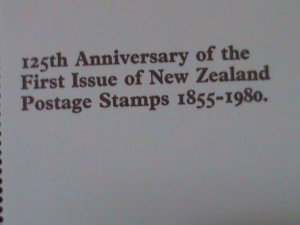 125th Anniversary of the
First Issue of New Zealand
Postage Stamps 1855-1980.